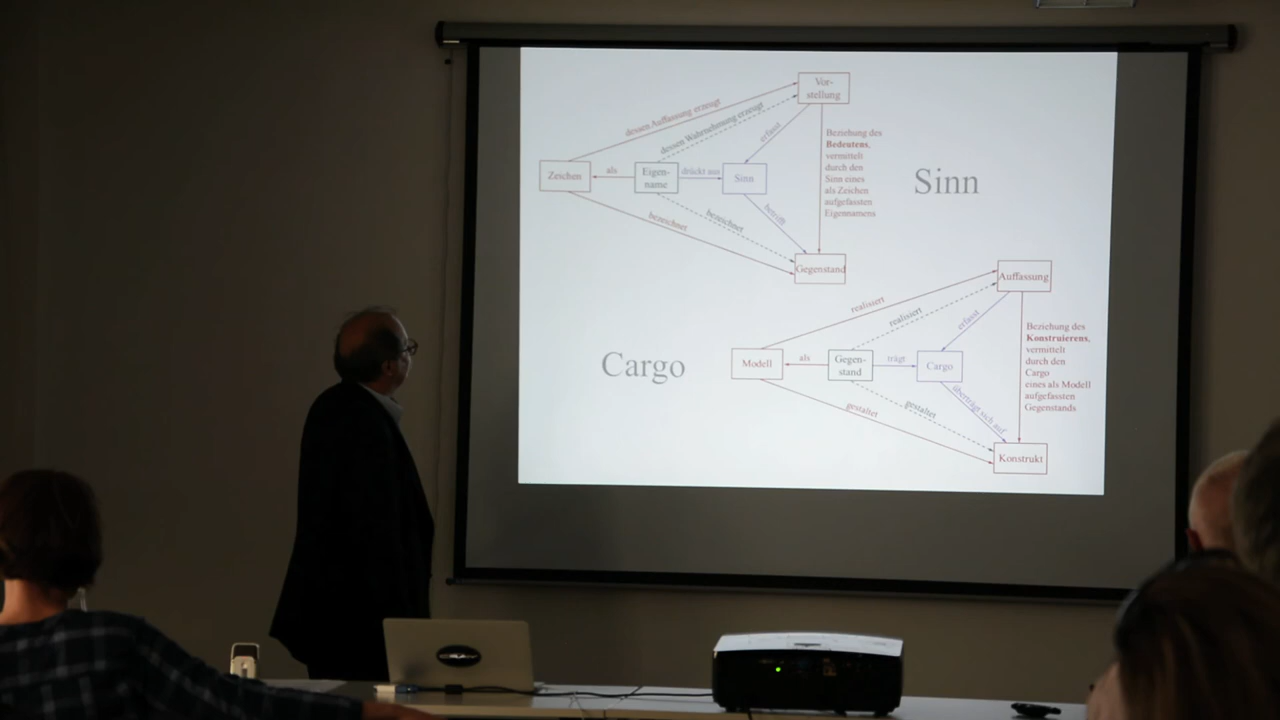 Vor-
stellung
dessen Auffassung erzeugt
dessen Wahrnehmung erzeugt
erfasst
Beziehung des
Bedeutens,
vermittelt
durch den
Sinn eines
als Zeichen
aufgefassten
Eigennamens
Zeichen
als
Eigen-
name
drückt aus
Sinn
Sinn
bezeichnet
bezeichnet
betrifft
Gegenstand
Auffassung
realisiert
realisiert
erfasst
Beziehung des
Konstruierens,
vermittelt
durch den
Cargo
eines als Modell
aufgefassten
Gegenstands
Cargo
Modell
als
Gegen-
stand
trägt
Cargo
gestaltet
gestaltet
überträgt sich auf
Konstrukt